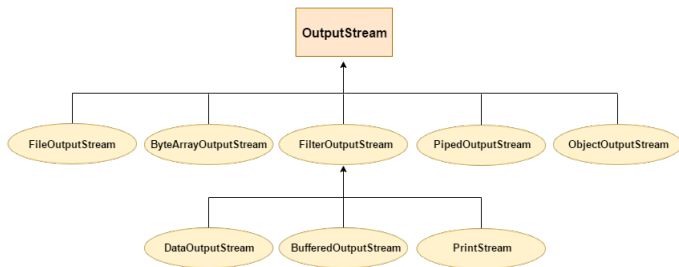 OutputStream
FileOutputStream
ByteArrayOutputStream
FilterOutputStream
PipedOutputStream
ObjectOutputStream
DataOutputStream
BufferedOutputStream
PrintStream